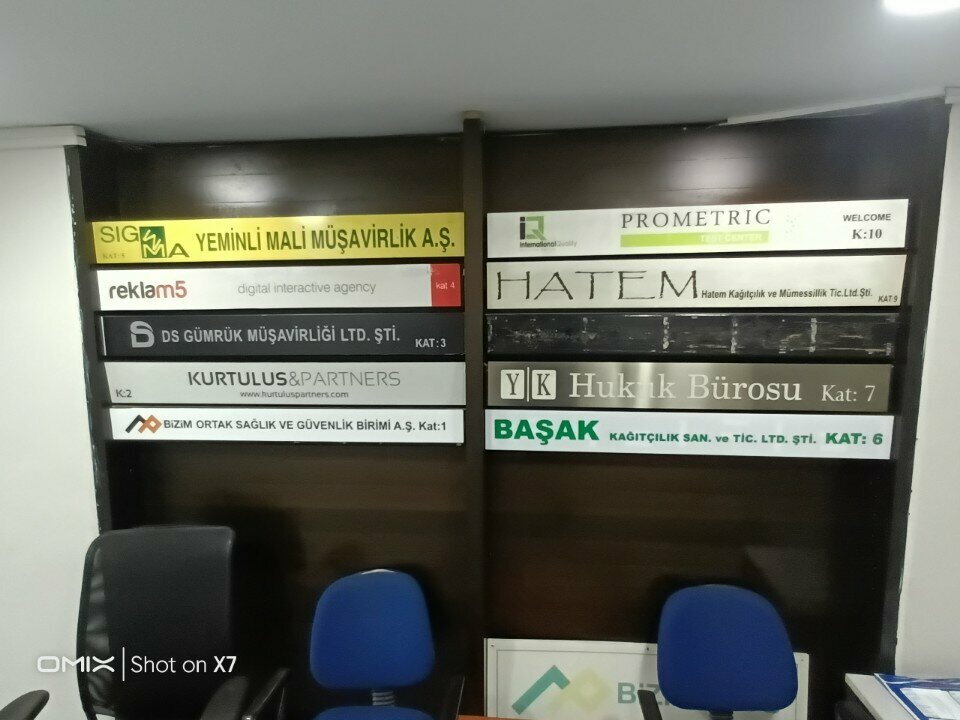 SIGMA YEMİNLİ MALİ MÜŞAVİRLİK A.Ş.
KAT: 5
reklam5 digital interactive agency kat 4
DS GÜMRÜK MÜŞAVİRLİĞİ LTD. ŞTİ. KAT:3
KURTULUS&PARTNERS
K:2 www.kurtuluspartners.com
BİZİM ORTAK SAĞLIK VE GÜVENLİK BİRİMİ A.Ş. Kat:1
IQ InternationalQuality
PROMETRIC
TEST CENTER
WELCOME
K:10
HATEM Hatem Kağıtçılık ve Mümessillik Tic.Ltd.Şti. KAT 9
YK Hukuk Bürosu Kat: 7
BAŞAK KAĞITÇILIK SAN. ve TİC. LTD. ŞTİ. KAT: 6
BİZ
OMIX | Shot on X7